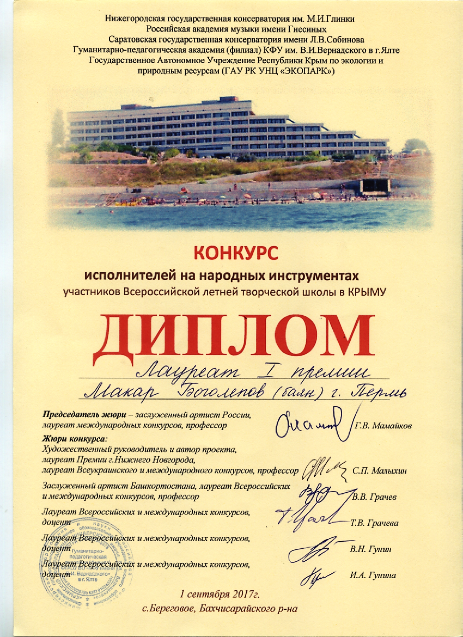 Нижегородская государственная консерватория им. М.И.Глинки
Российская академия музыки имени Гнесиных
Саратовская государственная консерватория имени Л.В.Собинова
Гуманитарно-педагогическая академия (филиал) КФУ им. В.И.Вернадского в г.Ялте
Государственное Автономное Учреждение Республики Крым по экологии и
природным ресурсам (ГАУ РК УНЦ «ЭКОПАРК»)
КОНКУРС
исполнителей на народных инструментах
участников Всероссийской летней творческой школы в КРЫМУ
ДИПЛОМ
Лауреат I премии
Макар Боголепов (баян) г. Пермь
Председатель жюри – заслуженный артист России,
лауреат международных конкурсов, профессор Г.В. Мамайков
Жюри конкурса:
Художественный руководитель и автор проекта,
лауреат Премии г.Нижнего Новгорода,
лауреат Всеукраинского и международного конкурсов, профессор С.П. Малыхин
Заслуженный артист Башкортостана, лауреат Всероссийских
и международных конкурсов, профессор В.В. Грачев
Лауреат Всероссийских и международных конкурсов,
доцент Т.В. Грачева
Лауреат Всероссийских и международных конкурсов,
доцент В.Н. Гунин
Лауреат Всероссийских и международных конкурсов,
доцент И.А. Гунина
Гуманитарно-
педагогическая
г.Ялте
1 сентября 2017г.
с.Береговое, Бахчисарайского р-на